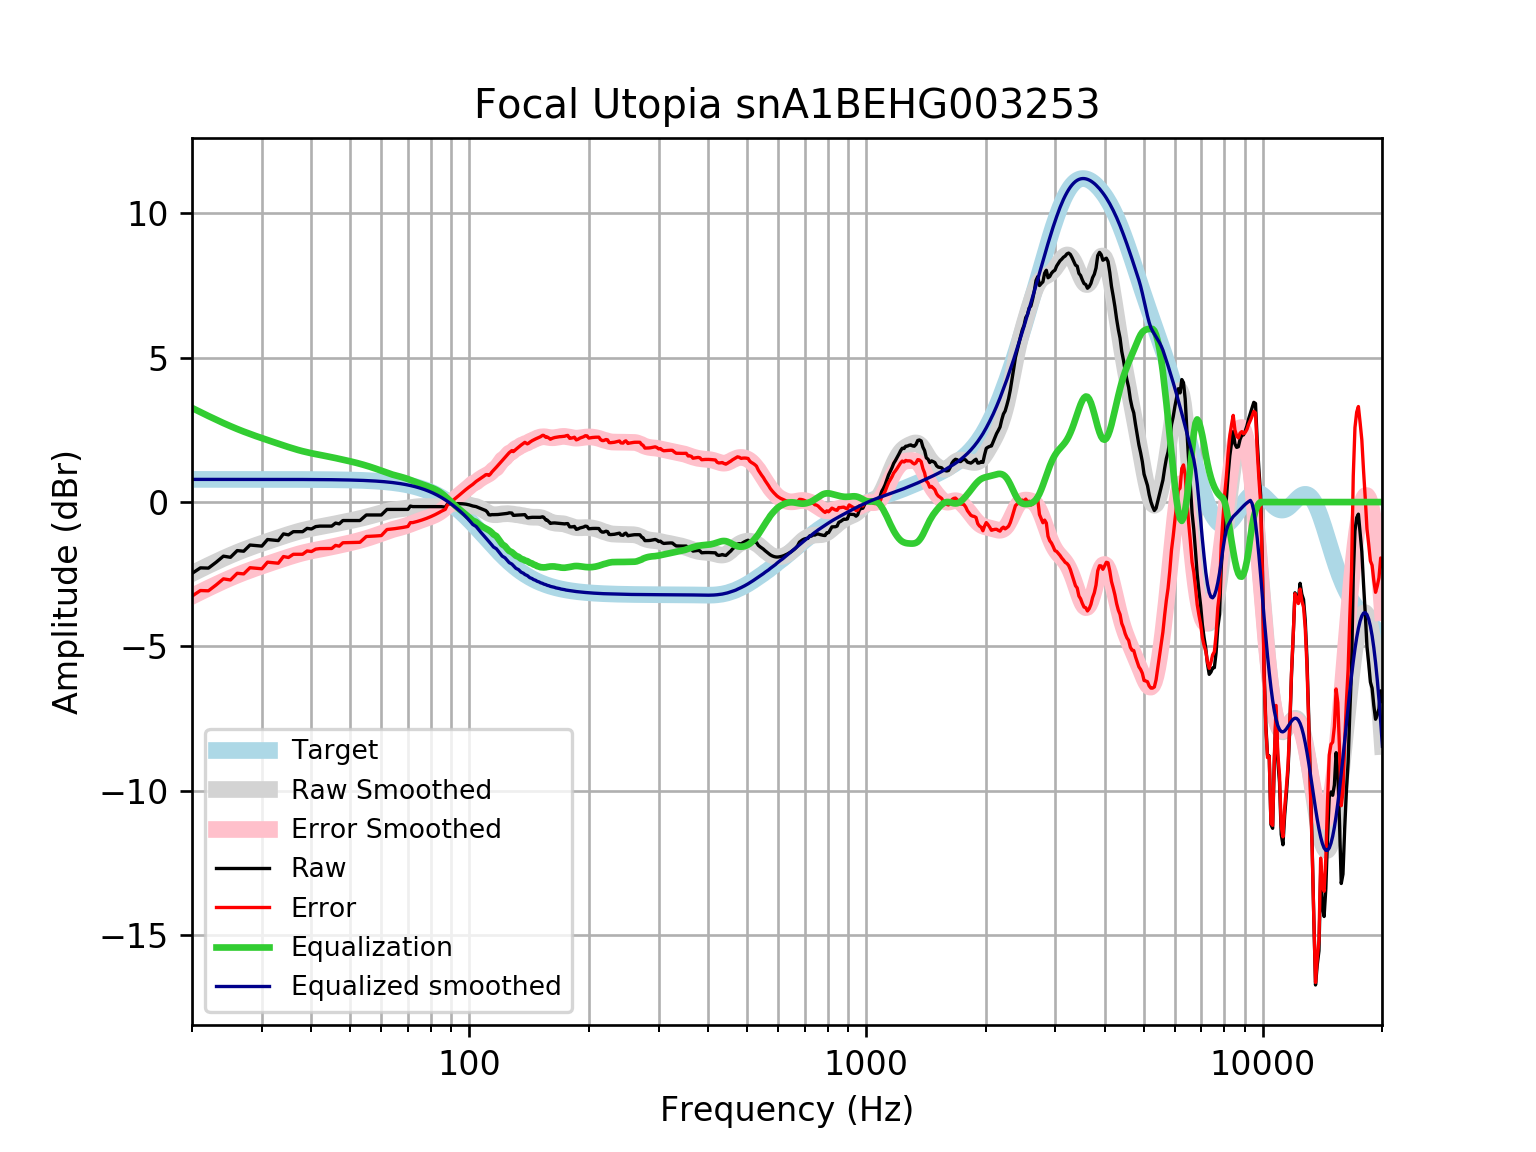 Focal Utopia snA1BEHG003253
Amplitude (dBr)
10
5
0
−5
−10
−15
Target
Raw Smoothed
Error Smoothed
Raw
Error
Equalization
Equalized smoothed
100
1000
10000
Frequency (Hz)